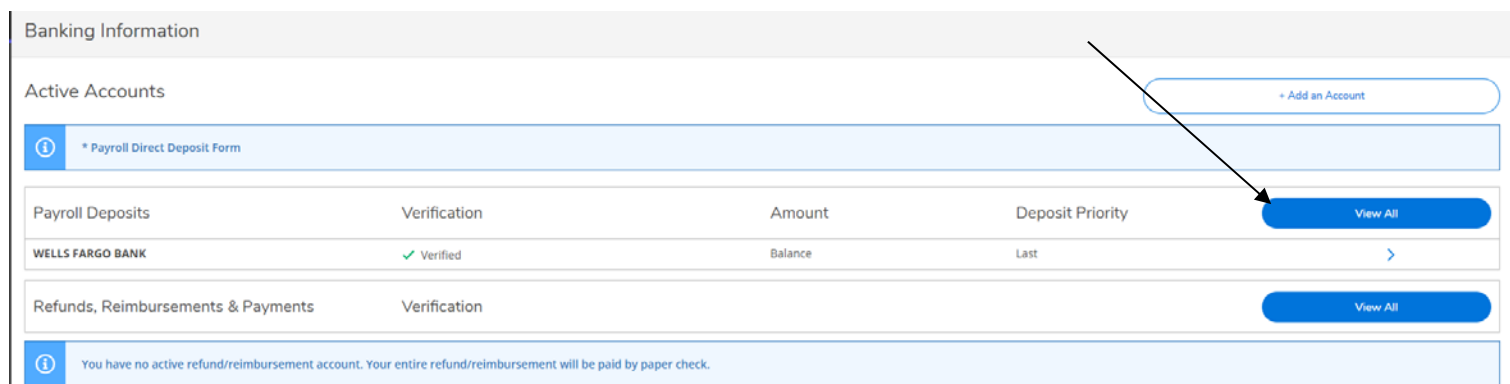 Banking Information
Active Accounts
+ Add an Account
* Payroll Direct Deposit Form
Payroll Deposits Verification Amount Deposit Priority View All
WELLS FARGO BANK Verified Balance Last
Refunds, Reimbursements & Payments Verification View All
You have no active refund/reimbursement account. Your entire refund/reimbursement will be paid by paper check.